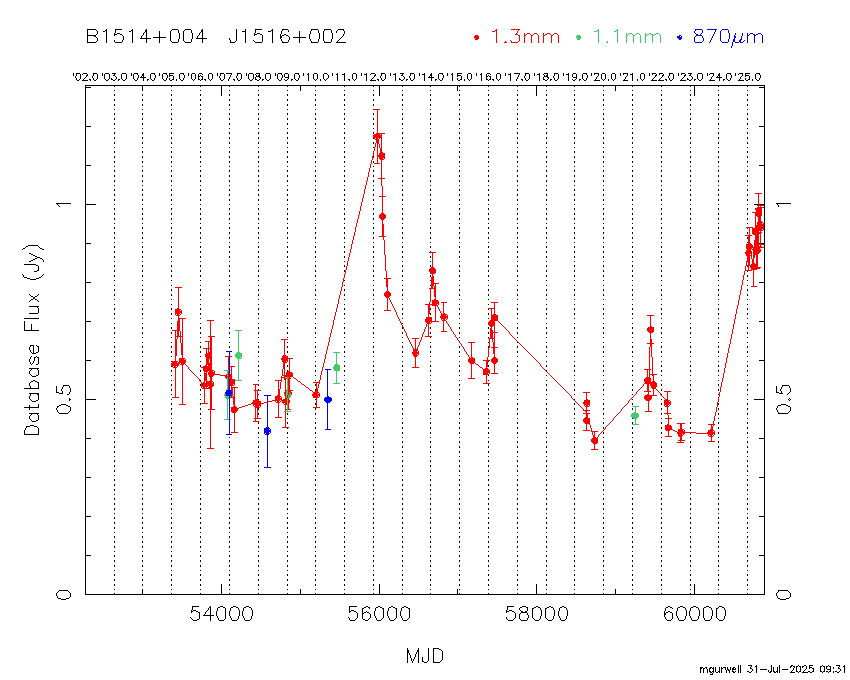 B1514+004 J1516+002 1.3mm 1.1mm 870μm
'02.0 '03.0 '04.0 '05.0 '06.0 '07.0 '08.0 '09.0 '10.0 '11.0 '12.0 '13.0 '14.0 '15.0 '16.0 '17.0 '18.0 '19.0 '20.0 '21.0 '22.0 '23.0 '24.0 '25.0
1 1
Database Flux (Jy)
0.5 0.5
0 0
54000 56000 58000 60000
MJD
mgurwell 31-Jul-2025 09:31